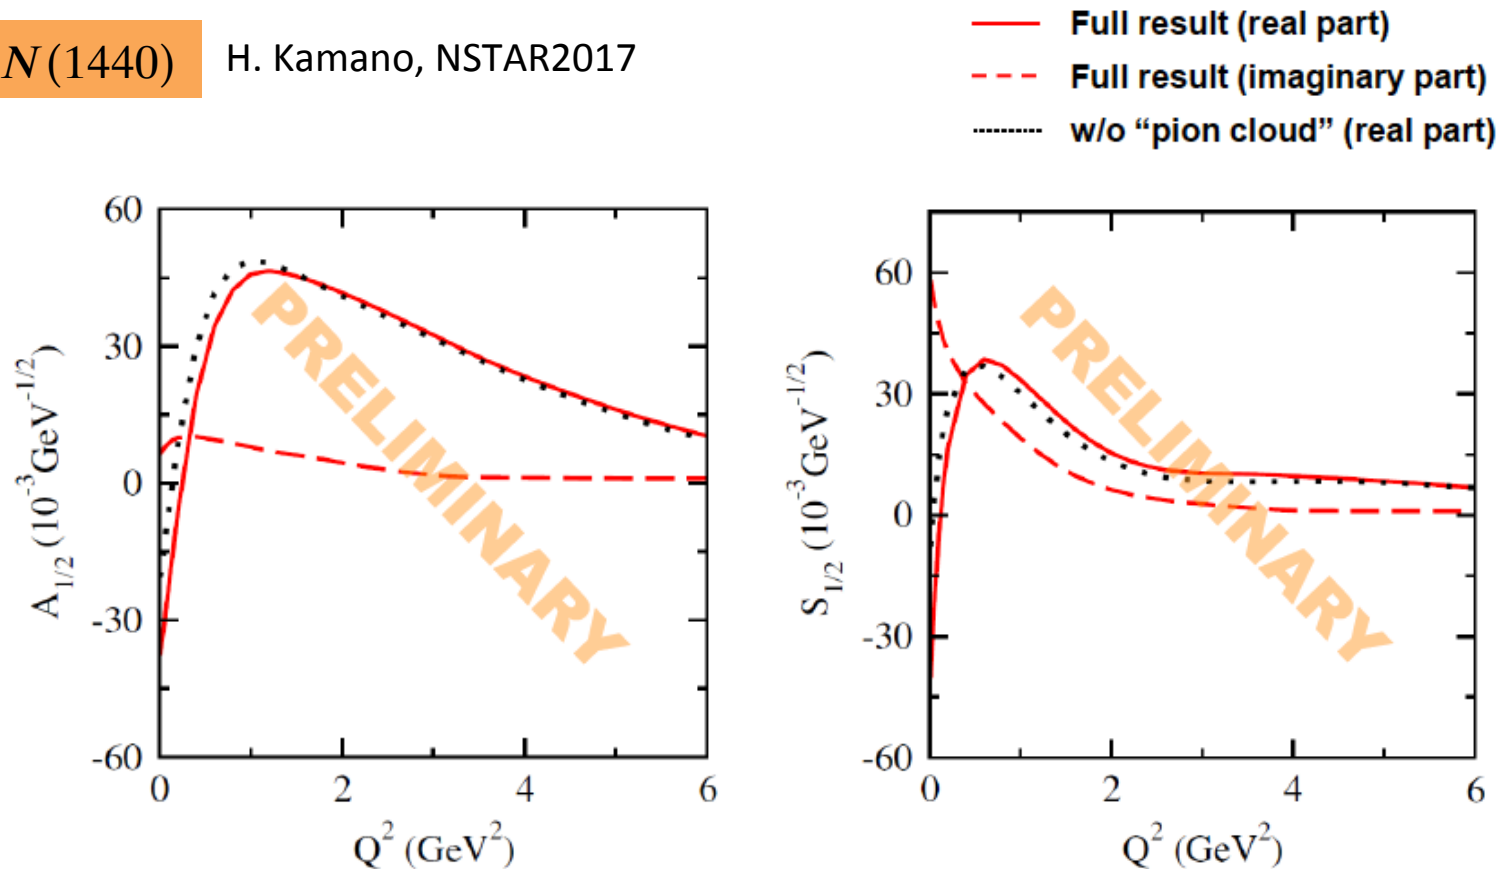 N(1440) H. Kamano, NSTAR2017
Full result (real part)
Full result (imaginary part)
w/o “pion cloud” (real part)
60
30
0
-30
-60
0 2 4 6
A1/2 (10-3GeV-1/2)
Q2 (GeV2)
PRELIMINARY
60
30
0
-30
-60
0 2 4 6
S1/2 (10-3GeV-1/2)
Q2 (GeV2)
PRELIMINARY